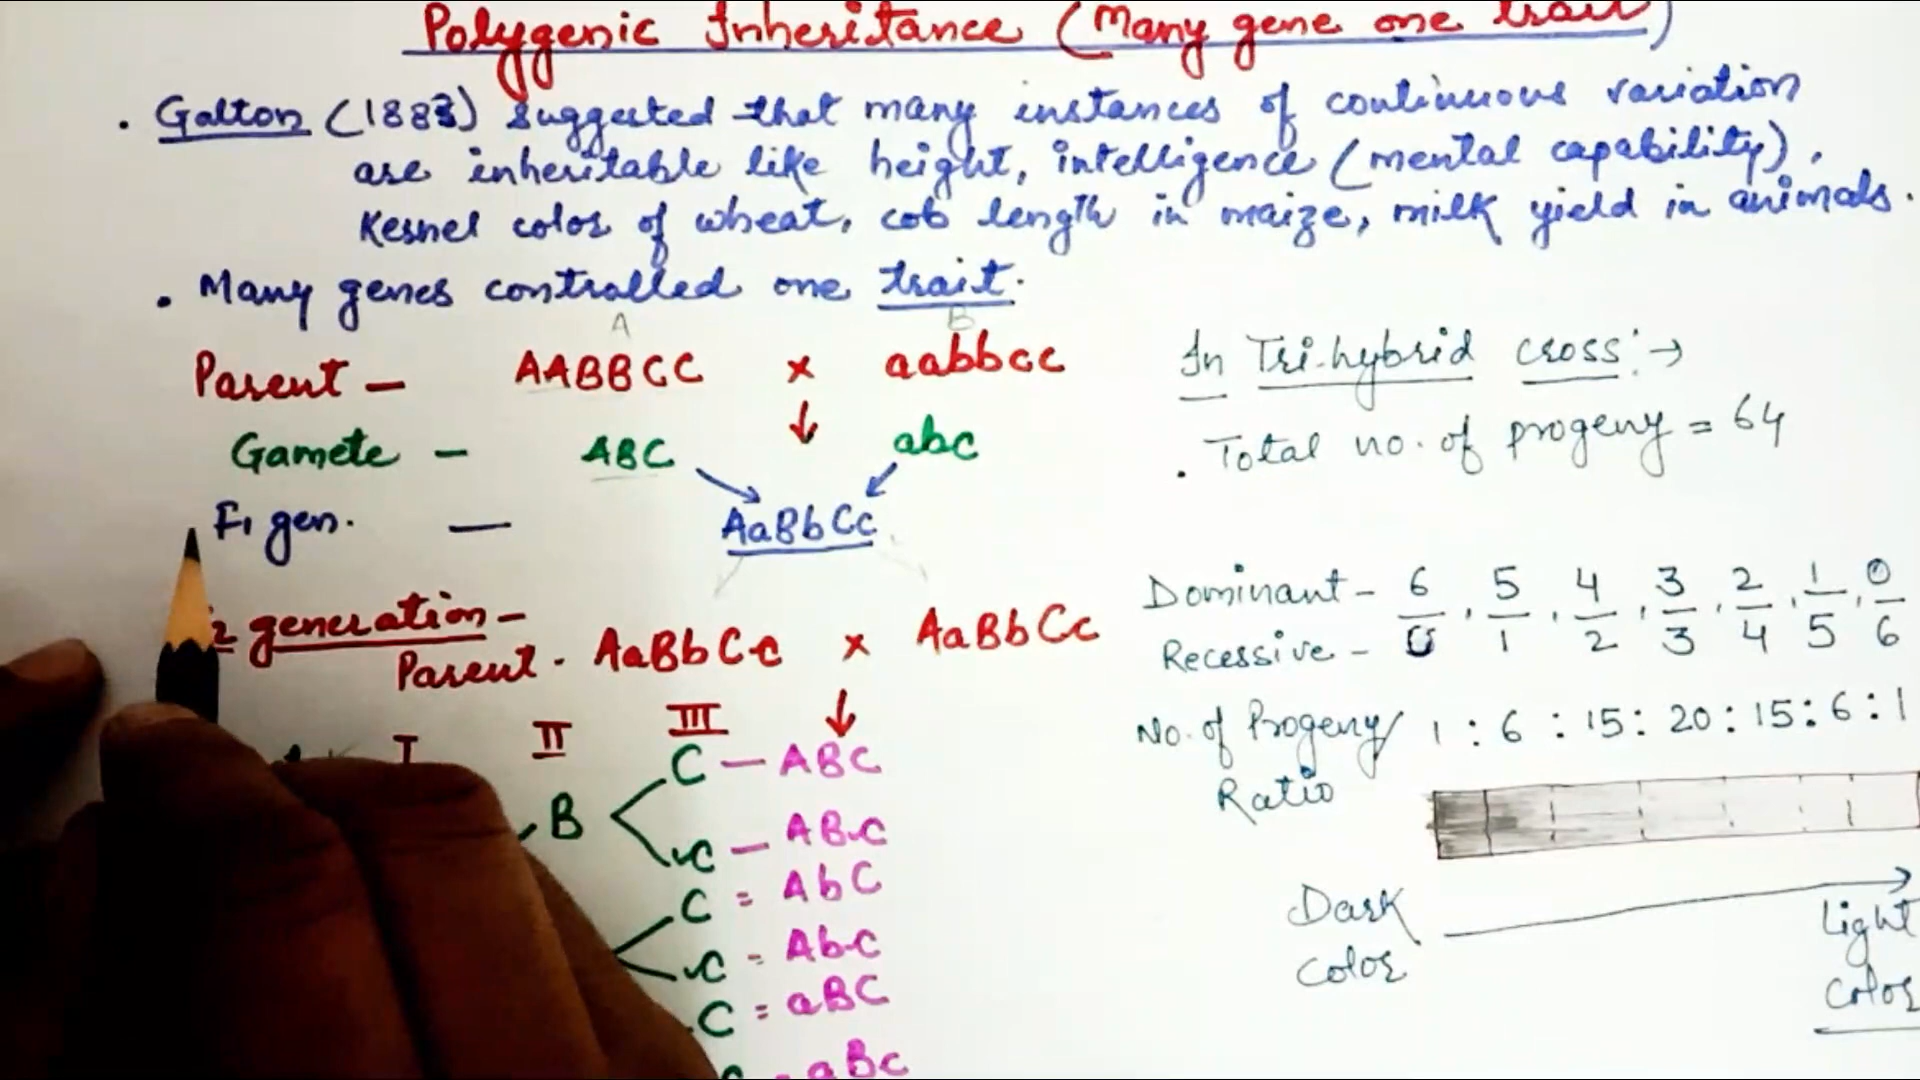 Polygenic Inheritance (Many gene one trait)
. Galton (1883) suggested that many instances of continuous variation
are inheritable like height, intelligence (mental capability),
Kernel color of wheat, cob length in maize, milk yield in animals.
. Many genes controlled one trait.
A B
Parent - AABBCC × aabbcc
Gamete - ABC abc
F1 gen. — AaBbCc
2 generation -
Parent - AaBbCc × AaBbCc
I II III
B
C - ABC
c - ABc
C = AbC
c = Abc
C = aBC
- aBc
In Tri-hybrid cross:→
. Total no. of progeny = 64
Dominant - 6, 5, 4, 3, 2, 1, 0
Recessive - 0 1 2 3 4 5 6
No. of Progeny/ 1 : 6 : 15 : 20 : 15 : 6 : 1
Ratio
Dark
color
Light
color